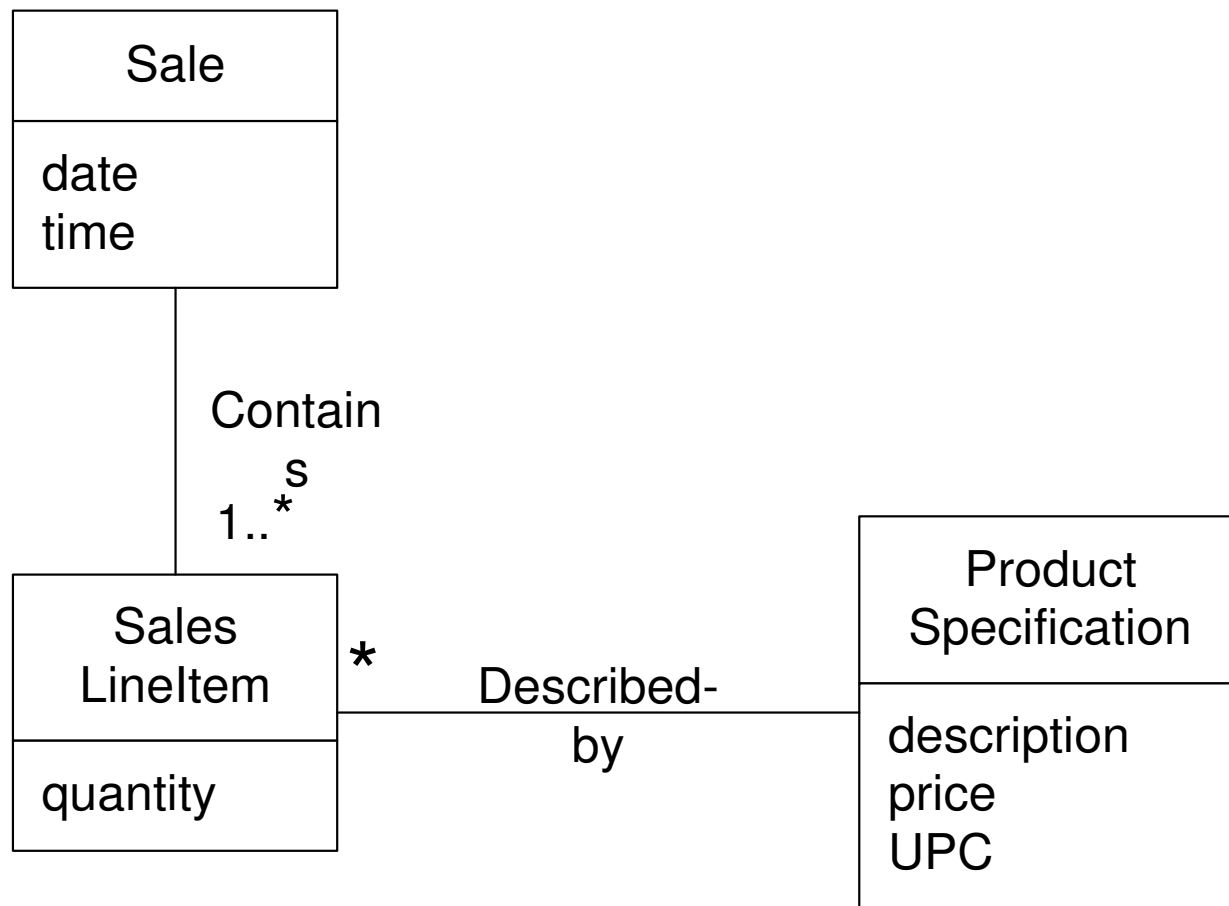 Sale
date
time
Contain
s
1..*
Sales
LineItem
quantity
*
Described-
by
Product
Specification
description
price
UPC